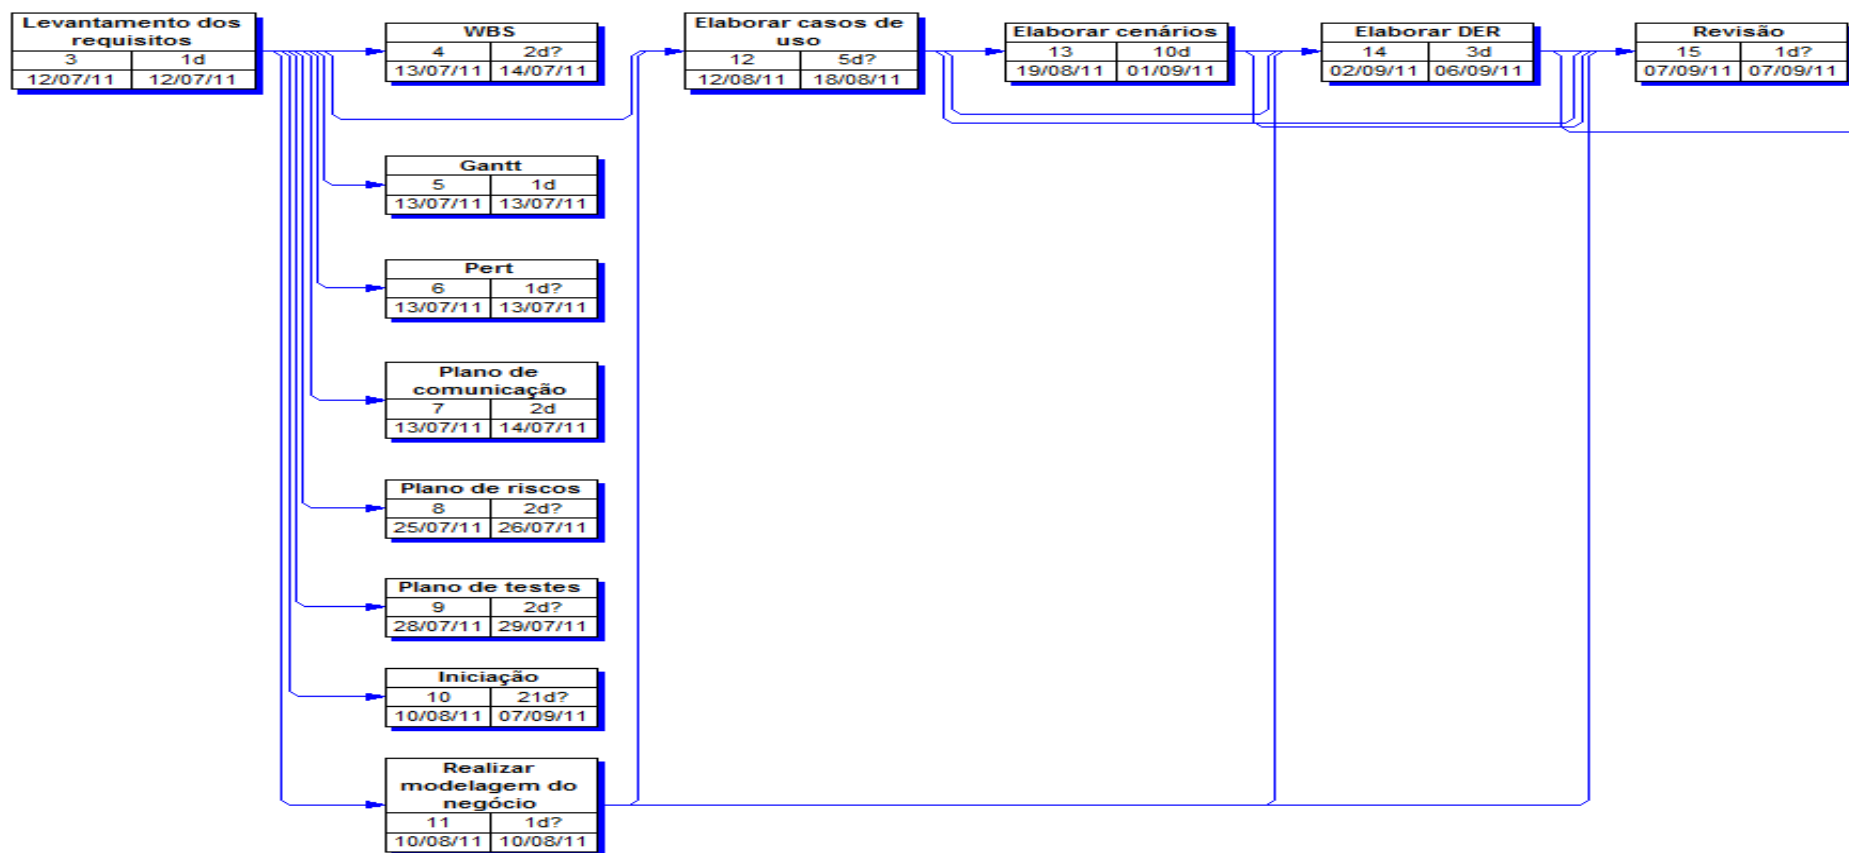 Levantamento dos
requisitos
3 1d
12/07/11 12/07/11
WBS
4 2d?
13/07/11 14/07/11
Elaborar casos de
uso
12 5d?
12/08/11 18/08/11
Elaborar cenários
13 10d
19/08/11 01/09/11
Elaborar DER
14 3d
02/09/11 06/09/11
Revisão
15 1d?
07/09/11 07/09/11
Gantt
5 1d
13/07/11 13/07/11
Pert
6 1d?
13/07/11 13/07/11
Plano de
comunicação
7 2d
13/07/11 14/07/11
Plano de riscos
8 2d?
25/07/11 26/07/11
Plano de testes
9 2d?
28/07/11 29/07/11
Iniciação
10 21d?
10/08/11 07/09/11
Realizar
modelagem do
negócio
11 1d?
10/08/11 10/08/11